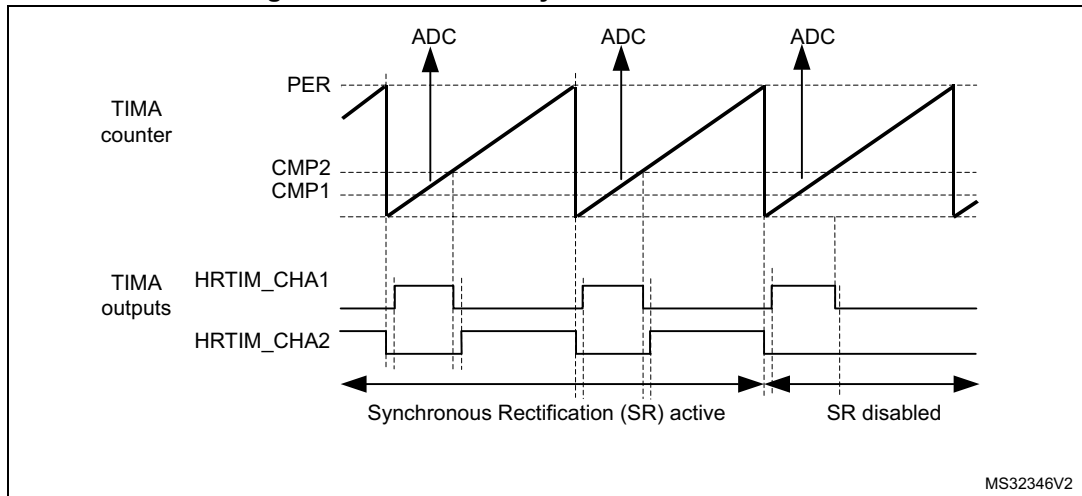 ADC ADC ADC
PER
TIMA
counter
CMP2
CMP1
TIMA
outputs
HRTIM_CHA1
HRTIM_CHA2
Synchronous Rectification (SR) active SR disabled
MS32346V2